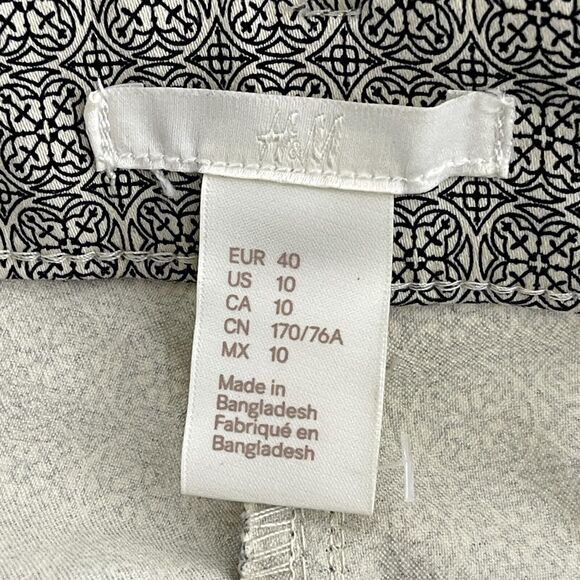 H&M
EUR 40
US 10
CA 10
CN 170/76A
MX 10
Made in
Bangladesh
Fabriqué en
Bangladesh